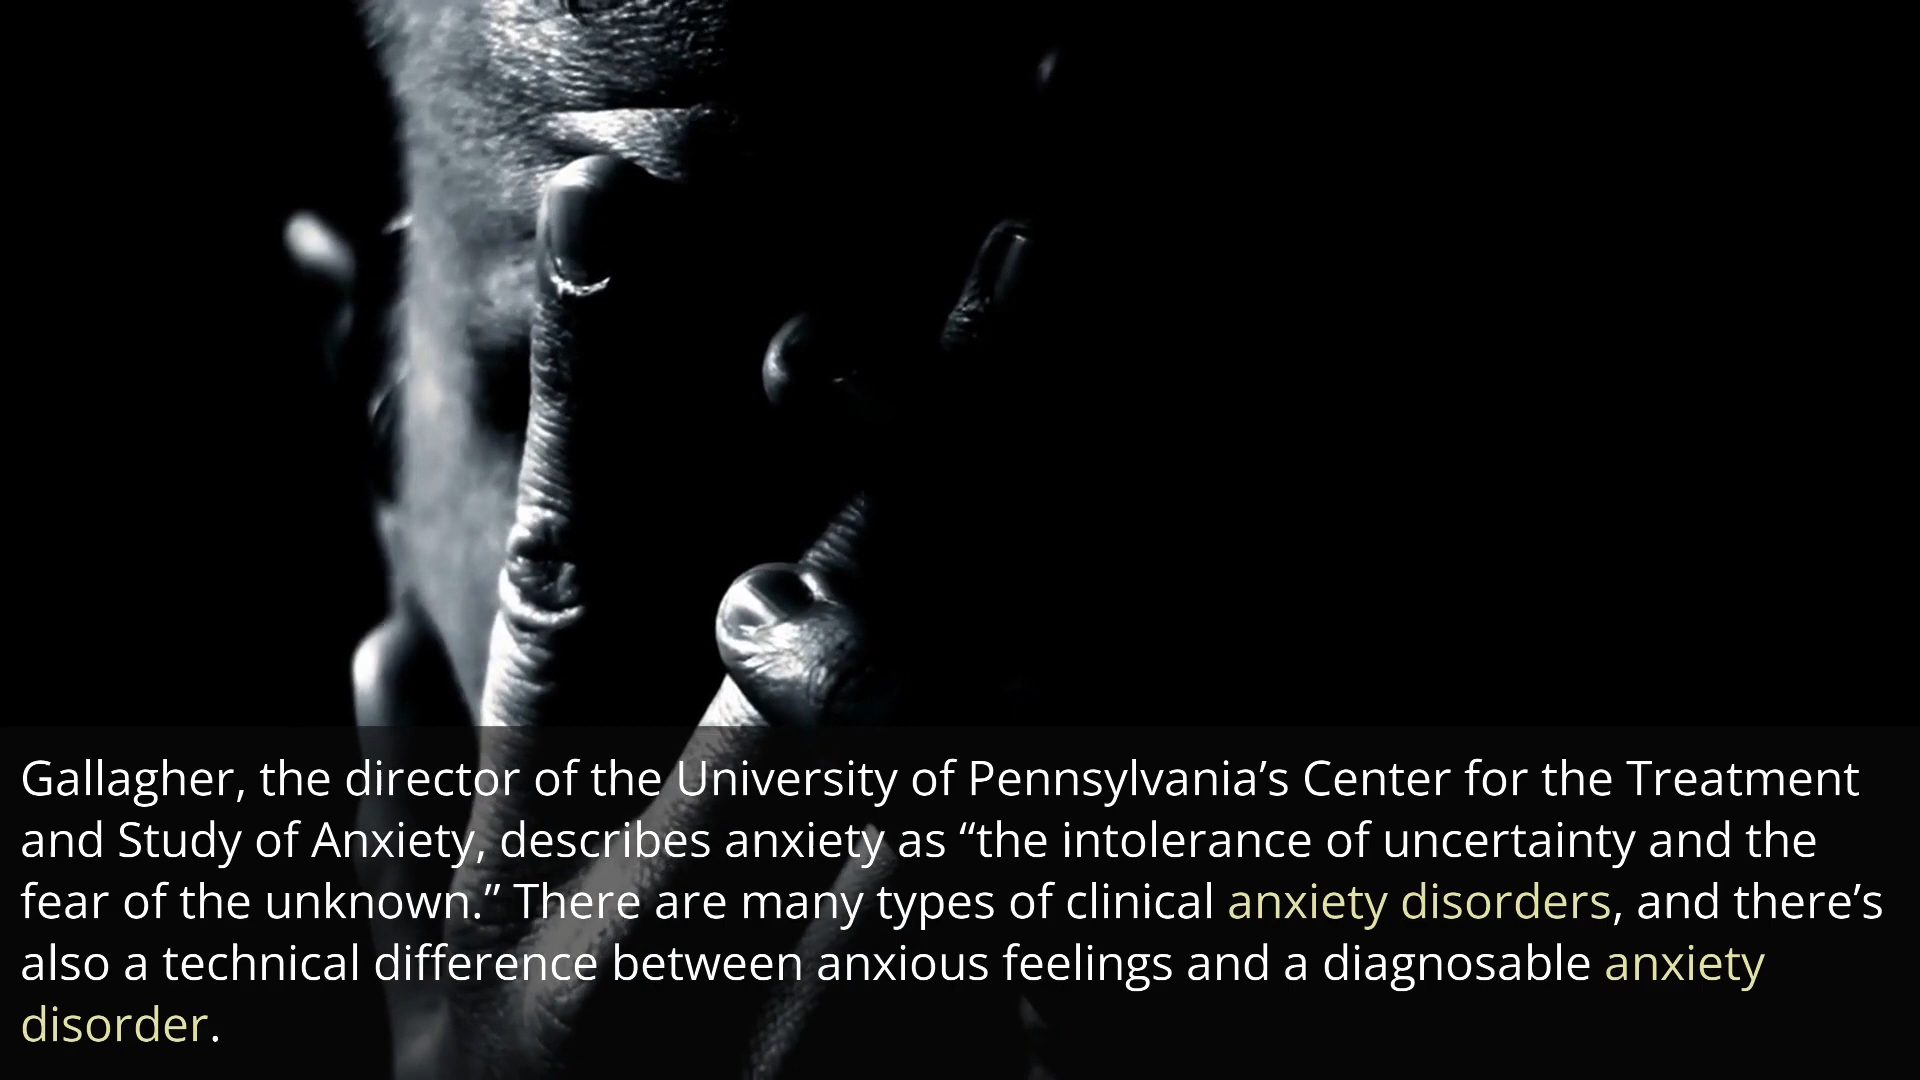 Gallagher, the director of the University of Pennsylvania’s Center for the Treatment
and Study of Anxiety, describes anxiety as “the intolerance of uncertainty and the
fear of the unknown.” There are many types of clinical anxiety disorders, and there’s
also a technical difference between anxious feelings and a diagnosable anxiety
disorder.